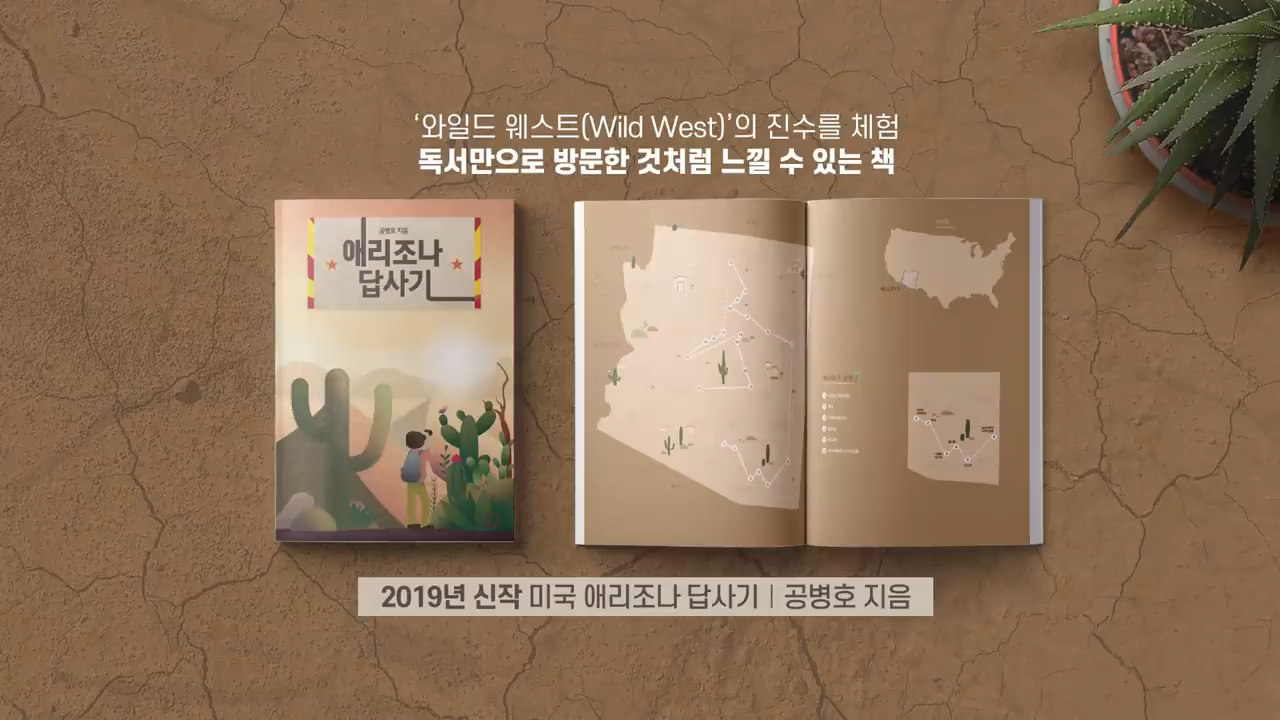 ‘와일드 웨스트(Wild West)’의 진수를 체험
독서만으로 방문한 것처럼 느낄 수 있는 책
공병호 지음
애리조나
답사기
2019년 신작 미국 애리조나 답사기 | 공병호 지음